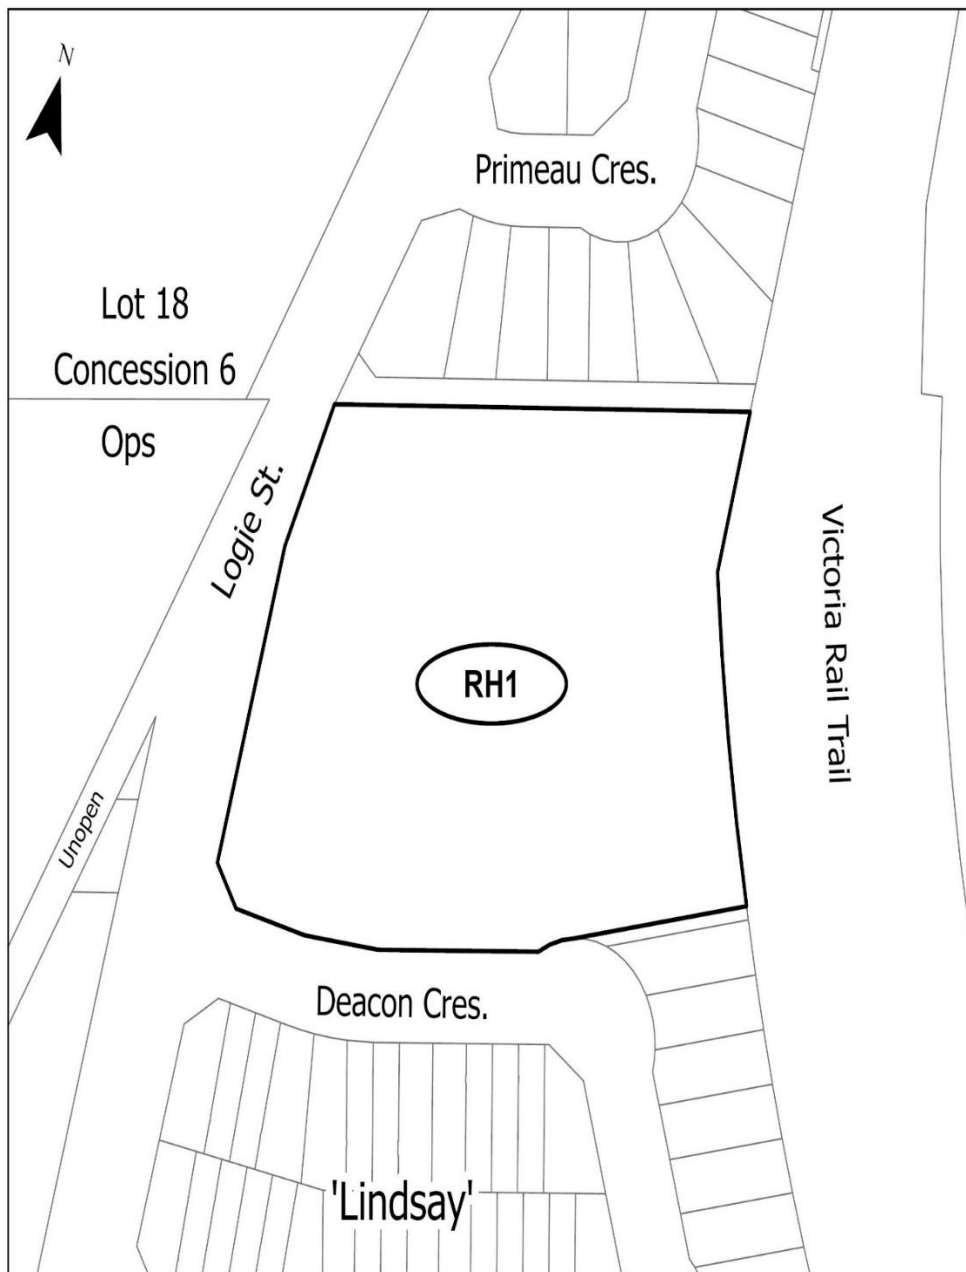 N
Primeau Cres.
Lot 18
Concession 6
Ops
Logie St.
Victoria Rail Trail
RH1
Unopen
Deacon Cres.
'Lindsay'